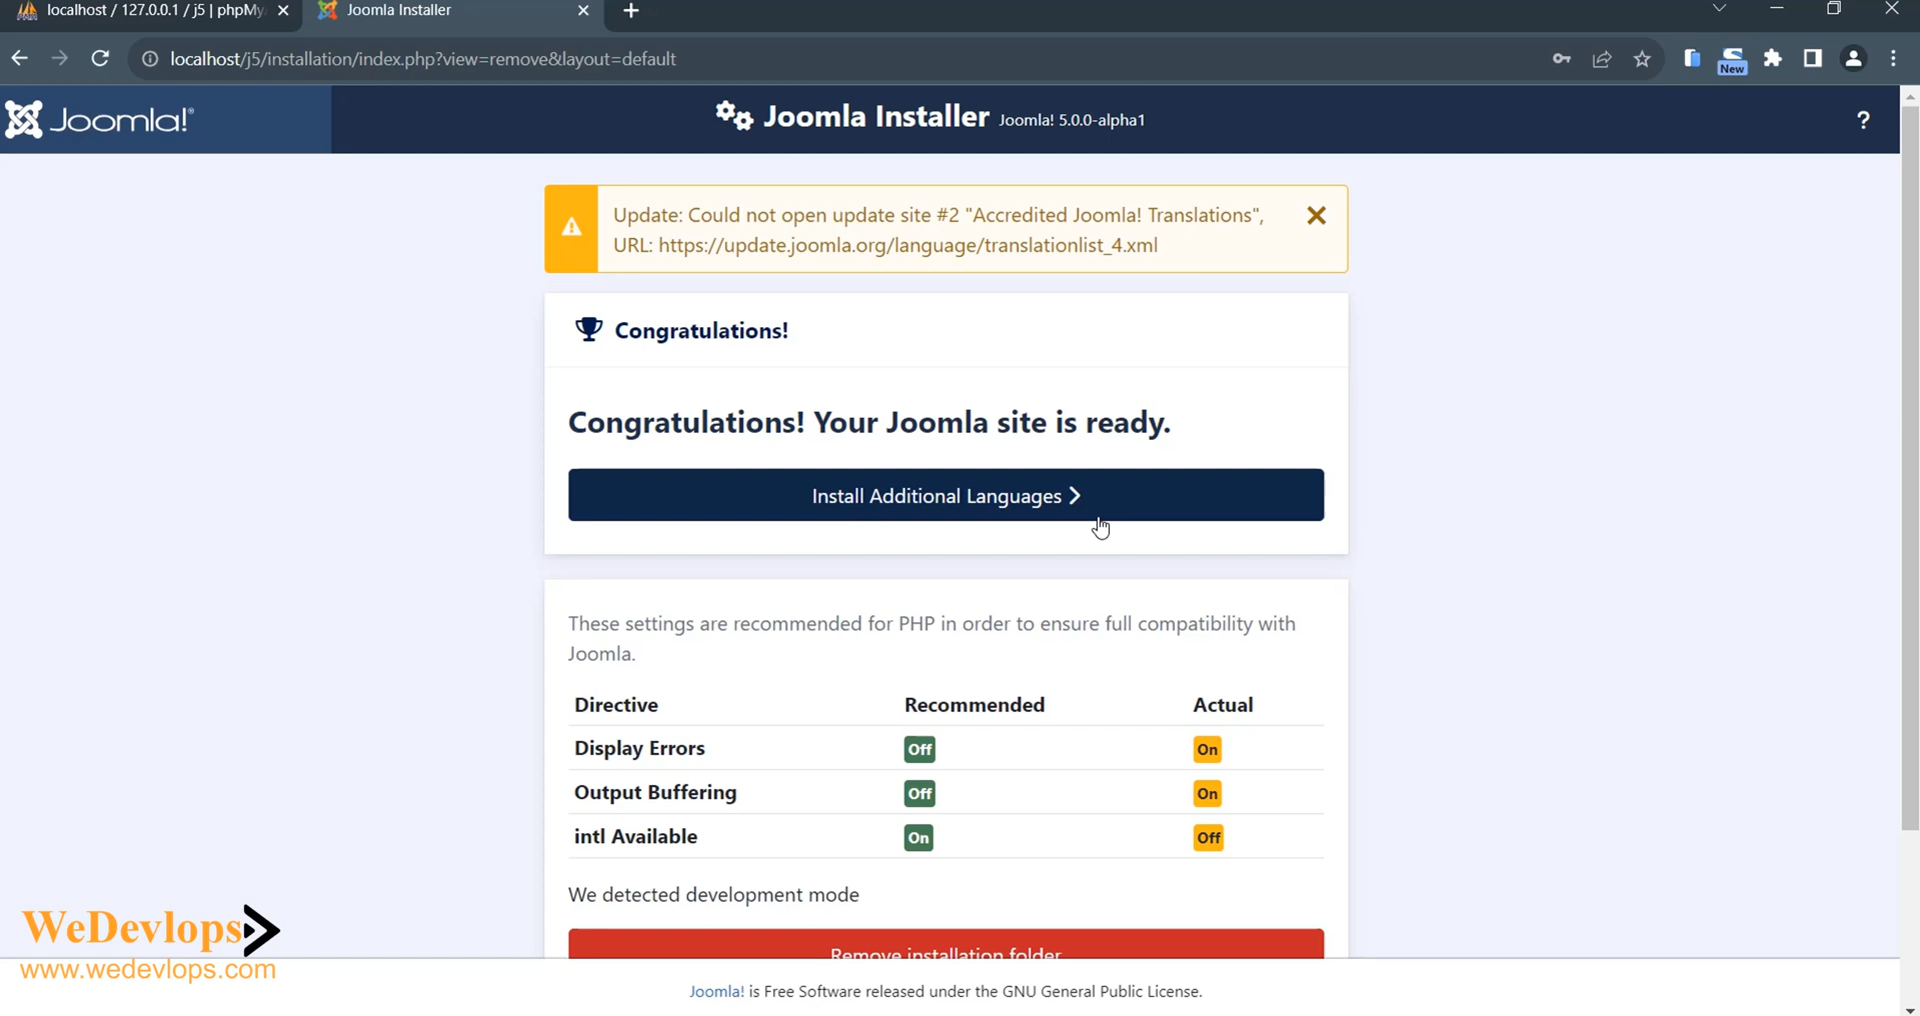 localhost / 127.0.0.1 / j5 | phpMy
Joomla Installer
localhost/j5/installation/index.php?view=remove&layout=default
New
Joomla!®
Joomla Installer Joomla! 5.0.0-alpha1
?
Update: Could not open update site #2 "Accredited Joomla! Translations",
URL: https://update.joomla.org/language/translationlist_4.xml
Congratulations!
Congratulations! Your Joomla site is ready.
Install Additional Languages
These settings are recommended for PHP in order to ensure full compatibility with
Joomla.
Directive Recommended Actual
Display Errors Off On
Output Buffering Off On
intl Available On Off
We detected development mode
Remove installation folder
WeDevlops
www.wedevlops.com
Joomla! is Free Software released under the GNU General Public License.